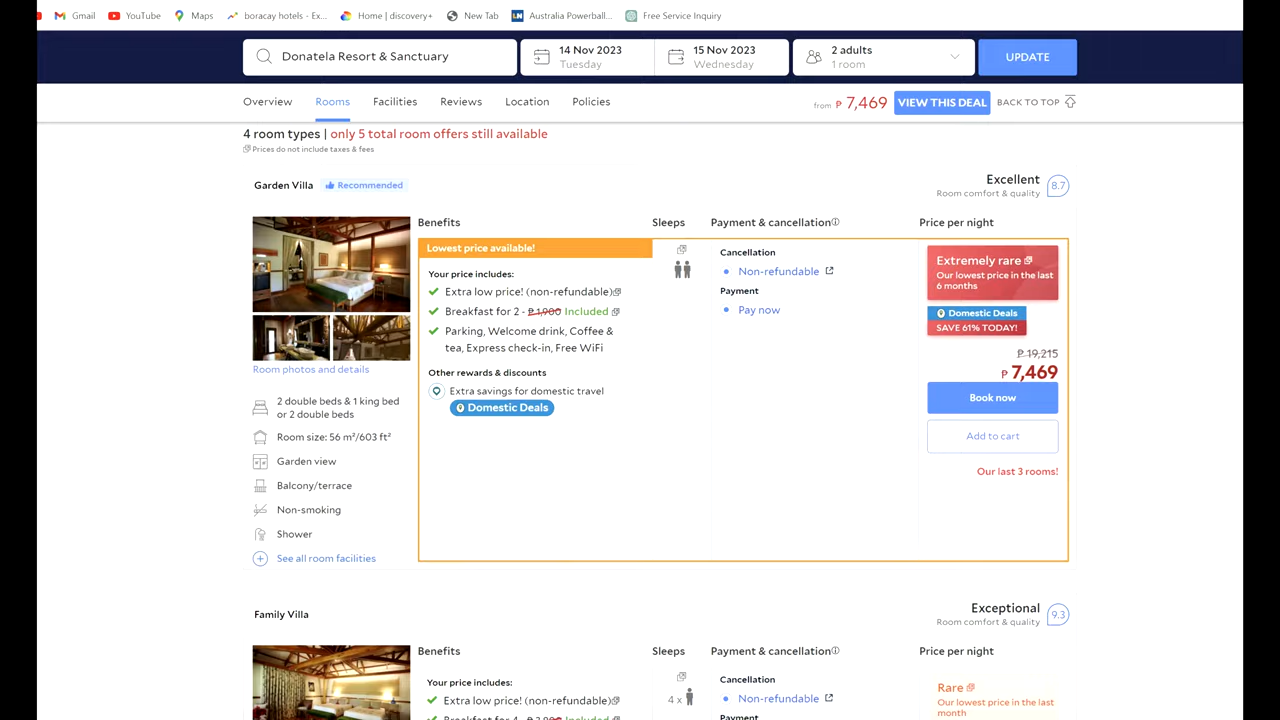 Gmail YouTube Maps boracay hotels - Ex... Home | discovery+ New Tab Australia Powerball... Free Service Inquiry
Donatela Resort & Sanctuary
14 Nov 2023
Tuesday
15 Nov 2023
Wednesday
2 adults
1 room
UPDATE
Overview Rooms Facilities Reviews Location Policies
from ₱ 7,469 VIEW THIS DEAL BACK TO TOP
4 room types | only 5 total room offers still available
Prices do not include taxes & fees
Garden Villa Recommended
Excellent
Room comfort & quality
8.7
Benefits Sleeps Payment & cancellation Price per night
Room photos and details
2 double beds & 1 king bed
or 2 double beds
Room size: 56 m²/603 ft²
Garden view
Balcony/terrace
Non-smoking
Shower
See all room facilities
Lowest price available!
Your price includes:
Extra low price! (non-refundable)
Breakfast for 2 - ₱ 1,900 Included
Parking, Welcome drink, Coffee &
tea, Express check-in, Free WiFi
Other rewards & discounts
Extra savings for domestic travel
Domestic Deals
Cancellation
Non-refundable
Payment
Pay now
Extremely rare
Our lowest price in the last
6 months
Domestic Deals
SAVE 61% TODAY!
₱ 19,215
₱ 7,469
Book now
Add to cart
Our last 3 rooms!
Family Villa
Exceptional
Room comfort & quality
9.3
Benefits Sleeps Payment & cancellation Price per night
Your price includes:
Extra low price! (non-refundable)
Breakfast for 4 - ₱ 3,800 Included
4 x
Cancellation
Non-refundable
Payment
Rare
Our lowest price in the last
month